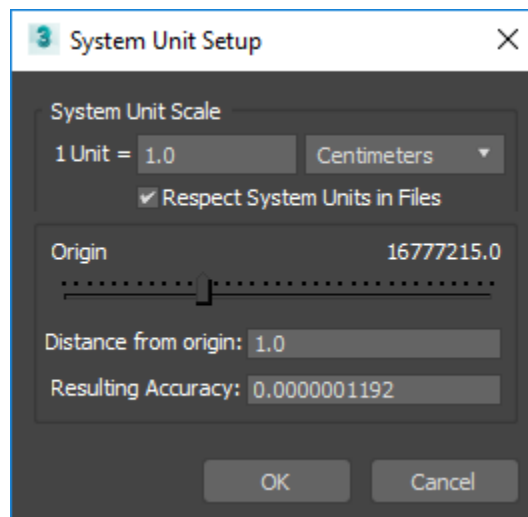 3 System Unit Setup
System Unit Scale
1 Unit = 1.0 Centimeters
Respect System Units in Files
Origin 16777215.0
Distance from origin: 1.0
Resulting Accuracy: 0.0000001192
OK Cancel